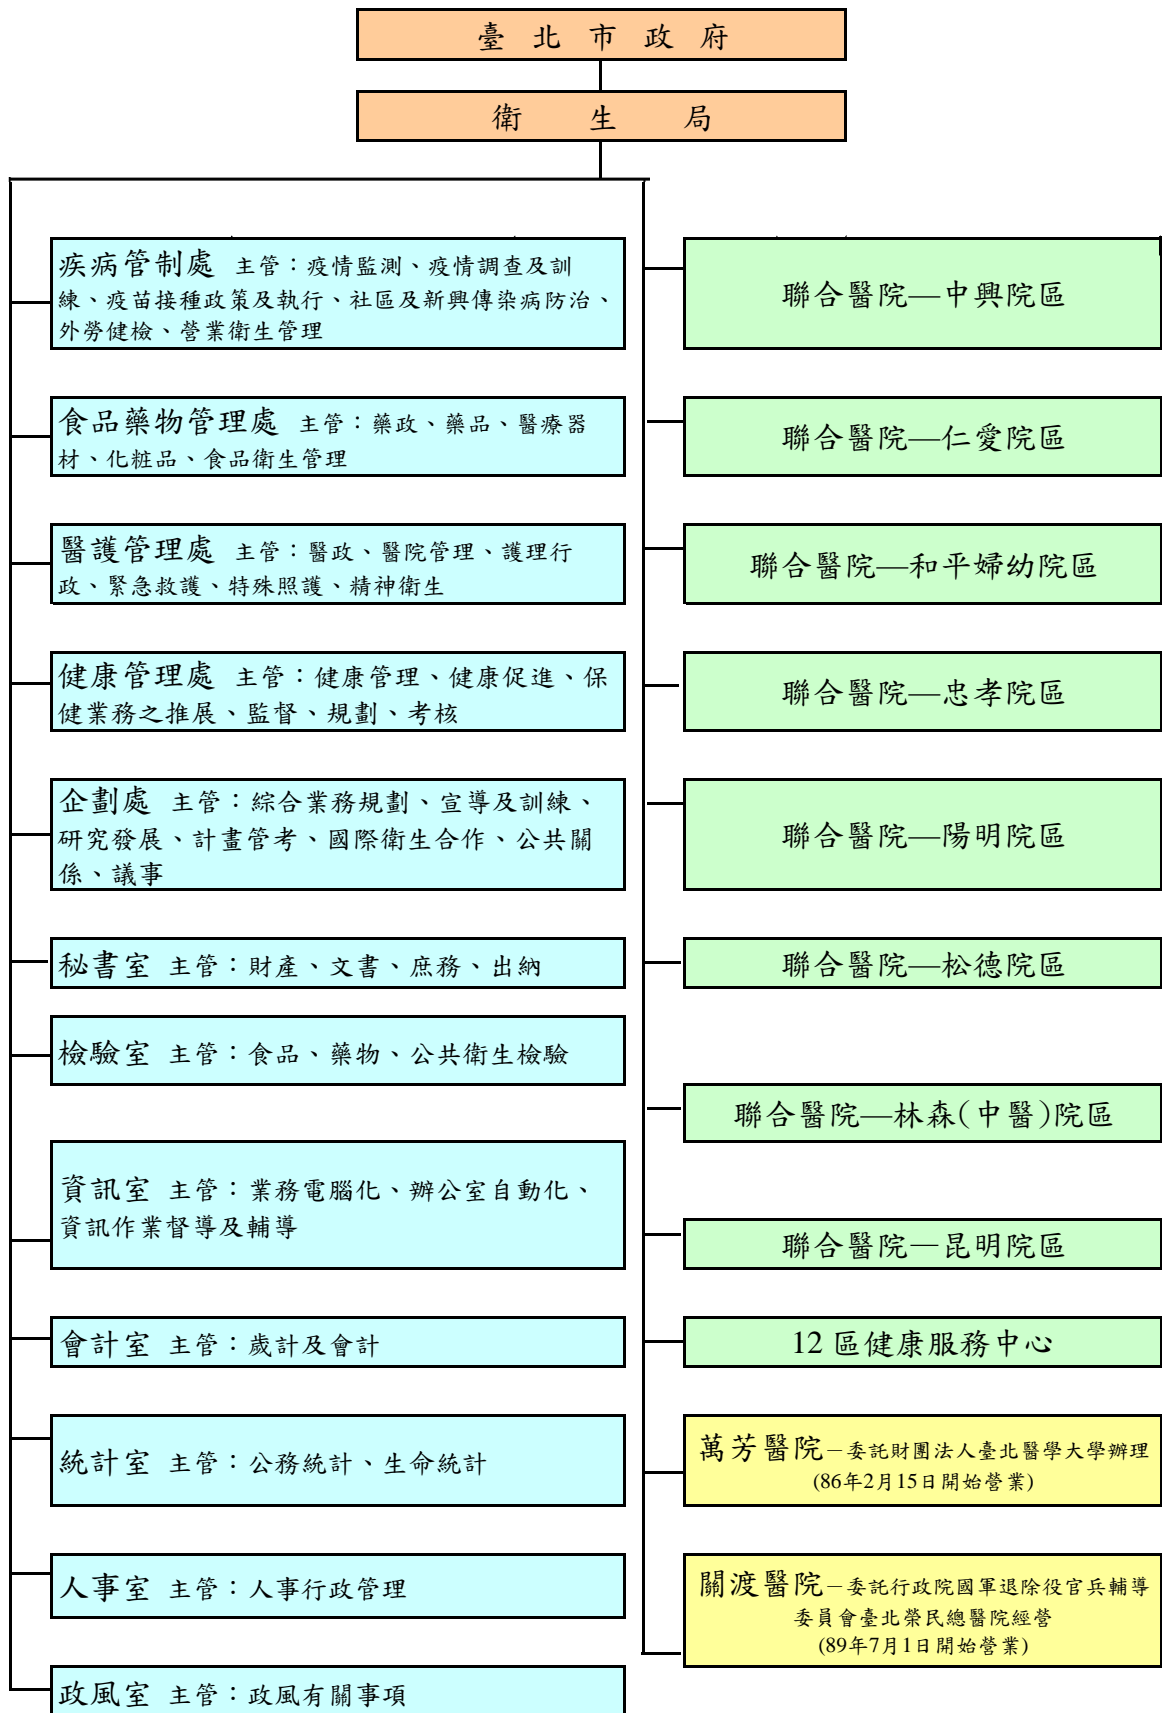 臺北市政府
衛生局
疾病管制處 主管：疫情監測、疫情調查及訓
練、疫苗接種政策及執行、社區及新興傳染病防治、
外勞健檢、營業衛生管理
食品藥物管理處 主管：藥政、藥品、醫療器
材、化粧品、食品衛生管理
醫護管理處 主管：醫政、醫院管理、護理行
政、緊急救護、特殊照護、精神衛生
健康管理處 主管：健康管理、健康促進、保
健業務之推展、監督、規劃、考核
企劃處 主管：綜合業務規劃、宣導及訓練、
研究發展、計畫管考、國際衛生合作、公共關
係、議事
秘書室 主管：財產、文書、庶務、出納
檢驗室 主管：食品、藥物、公共衛生檢驗
資訊室 主管：業務電腦化、辦公室自動化、
資訊作業督導及輔導
會計室 主管：歲計及會計
統計室 主管：公務統計、生命統計
人事室 主管：人事行政管理
政風室 主管：政風有關事項
聯合醫院—中興院區
聯合醫院—仁愛院區
聯合醫院—和平婦幼院區
聯合醫院—忠孝院區
聯合醫院—陽明院區
聯合醫院—松德院區
聯合醫院—林森(中醫)院區
聯合醫院—昆明院區
12 區健康服務中心
萬芳醫院－委託財團法人臺北醫學大學辦理
(86年2月15日開始營業)
關渡醫院－委託行政院國軍退除役官兵輔導
委員會臺北榮民總醫院經營
(89年7月1日開始營業)